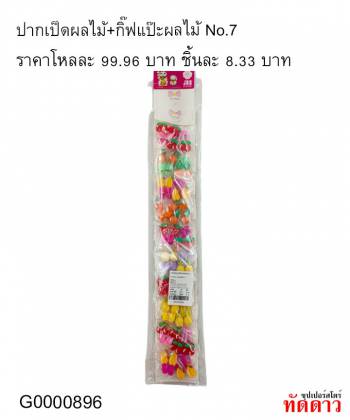 ปากเป็ดผลไม้+กิ๊ฟแป๊ะผลไม้ No.7
ราคาโหลละ 99.96 บาท ชิ้นละ 8.33 บาท
G0000896
ซุปเปอร์สโตร์
ทัดดาว